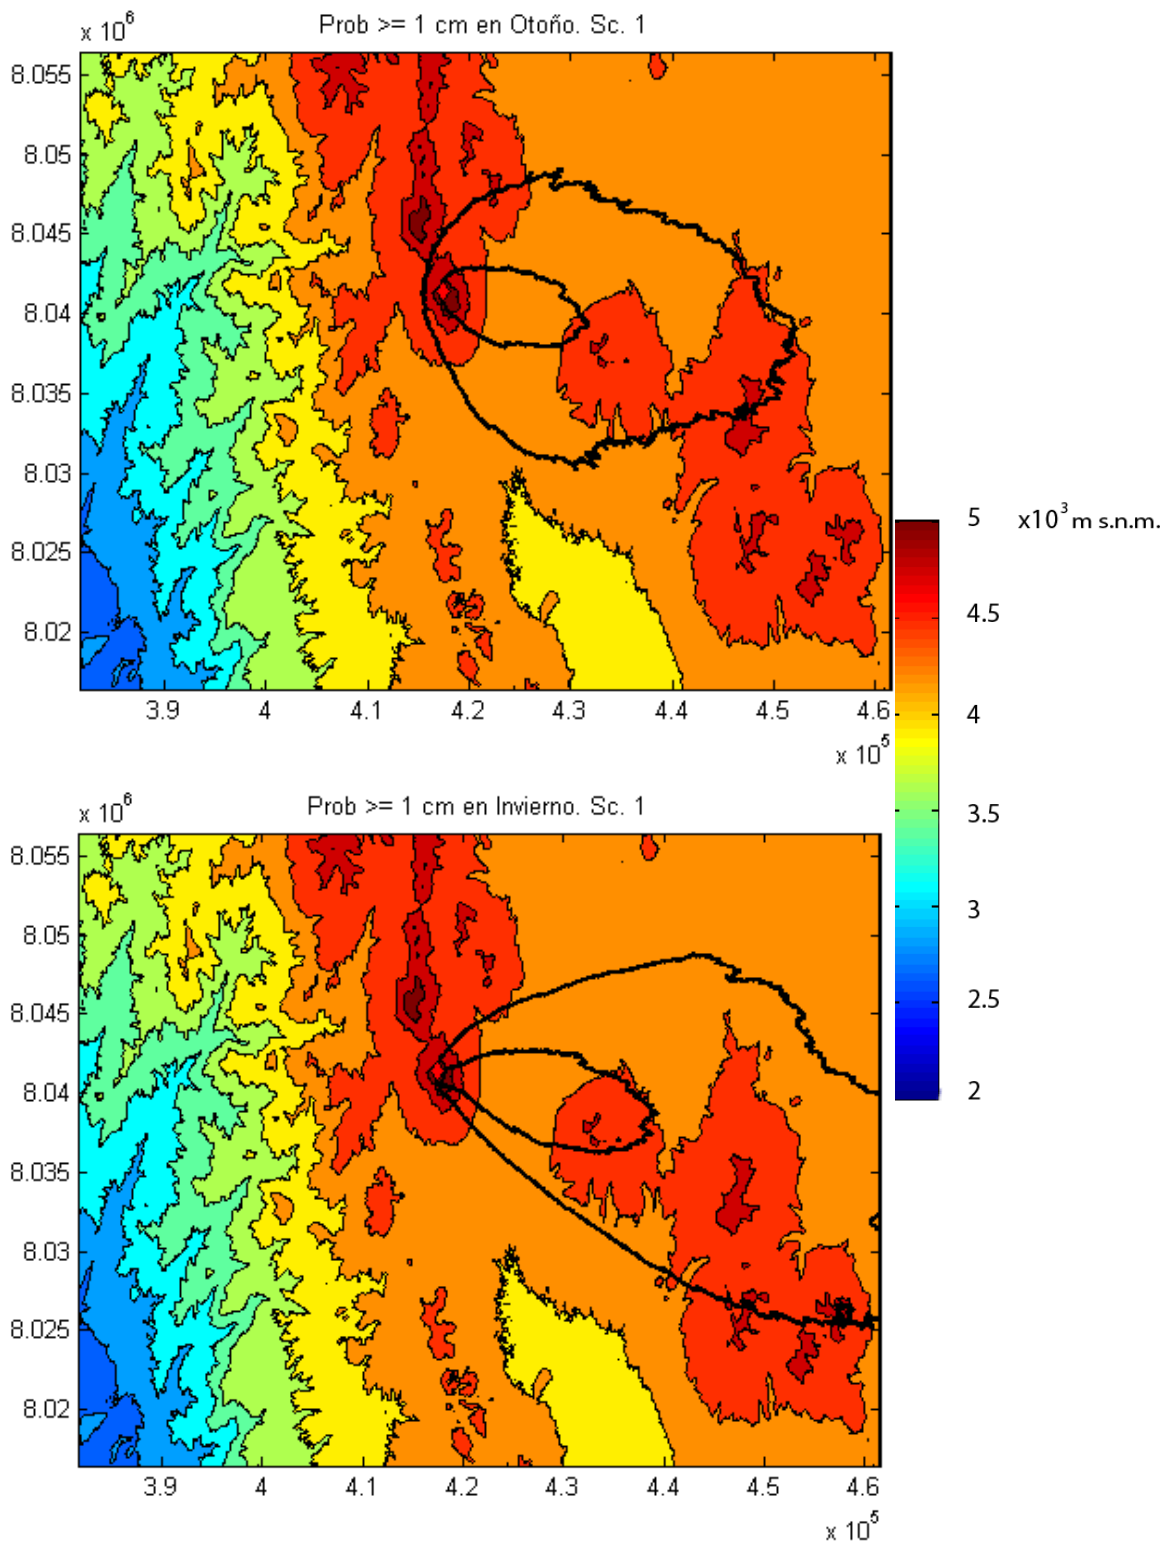 x 10⁶
Prob >= 1 cm en Otoño. Sc. 1
8.055
8.05
8.045
8.04
8.035
8.03
8.025
8.02
3.9 4 4.1 4.2 4.3 4.4 4.5 4.6
x 10⁵
5 x10³ m s.n.m.
4.5
4
3.5
3
2.5
2
x 10⁶
Prob >= 1 cm en Invierno. Sc. 1
8.055
8.05
8.045
8.04
8.035
8.03
8.025
8.02
3.9 4 4.1 4.2 4.3 4.4 4.5 4.6
x 10⁵